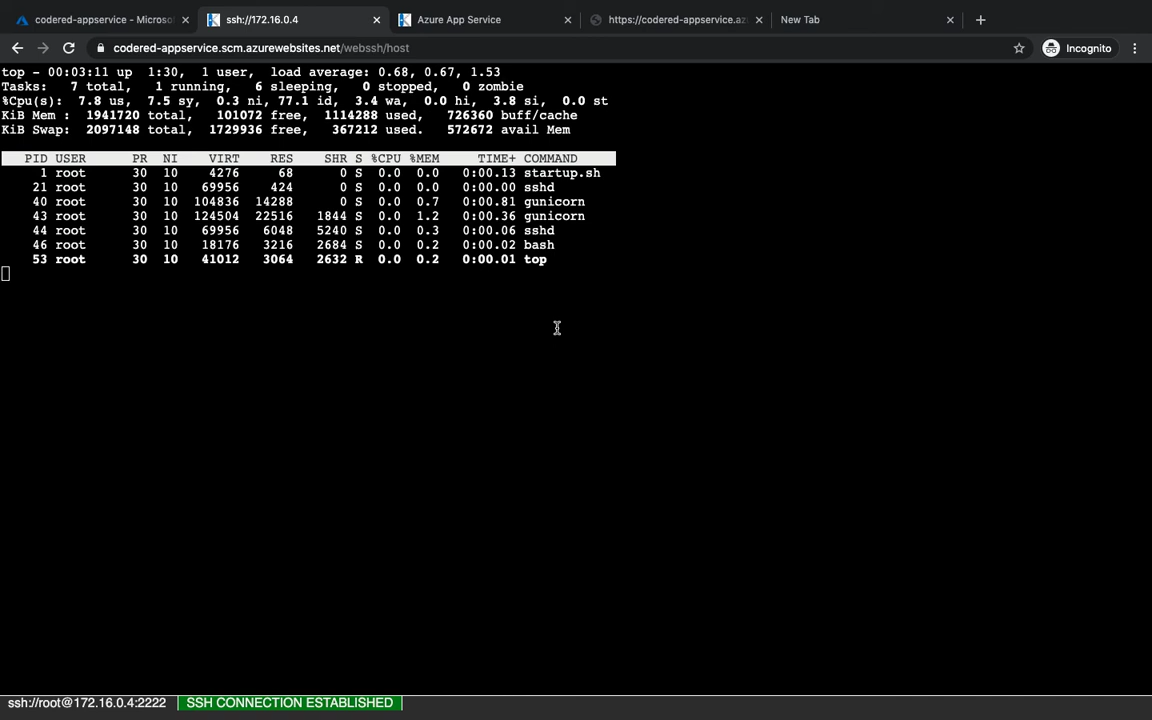 codered-appservice - Microso
ssh://172.16.0.4
Azure App Service
https://codered-appservice.az
New Tab
codered-appservice.scm.azurewebsites.net/webssh/host
Incognito
top - 00:03:11 up  1:30,  1 user,  load average: 0.68, 0.67, 1.53
Tasks:   7 total,   1 running,   6 sleeping,   0 stopped,   0 zombie
%Cpu(s):  7.8 us,  7.5 sy,  0.3 ni, 77.1 id,  3.4 wa,  0.0 hi,  3.8 si,  0.0 st
KiB Mem :  1941720 total,   101072 free,  1114288 used,   726360 buff/cache
KiB Swap:  2097148 total,  1729936 free,   367212 used.   572672 avail Mem
PID USER      PR  NI    VIRT    RES    SHR S  %CPU %MEM     TIME+ COMMAND
1 root      30  10    4276     68      0 S   0.0  0.0   0:00.13 startup.sh
21 root      30  10   69956    424      0 S   0.0  0.0   0:00.00 sshd
40 root      30  10  104836  14288      0 S   0.0  0.7   0:00.81 gunicorn
43 root      30  10  124504  22516   1844 S   0.0  1.2   0:00.36 gunicorn
44 root      30  10   69956   6048   5240 S   0.0  0.3   0:00.06 sshd
46 root      30  10   18176   3216   2684 S   0.0  0.2   0:00.02 bash
53 root      30  10   41012   3064   2632 R   0.0  0.2   0:00.01 top
ssh://root@172.16.0.4:2222 SSH CONNECTION ESTABLISHED